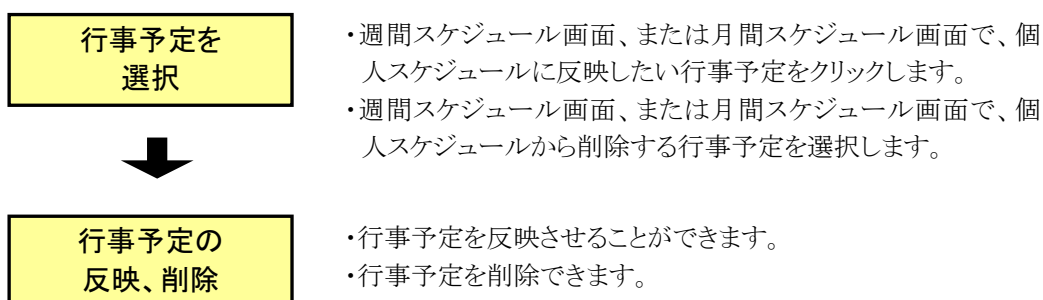 行事予定を
選択
・週間スケジュール画面、または月間スケジュール画面で、個
人スケジュールに反映したい行事予定をクリックします。
・週間スケジュール画面、または月間スケジュール画面で、個
人スケジュールから削除する行事予定を選択します。
行事予定の
反映、削除
・行事予定を反映させることができます。
・行事予定を削除できます。